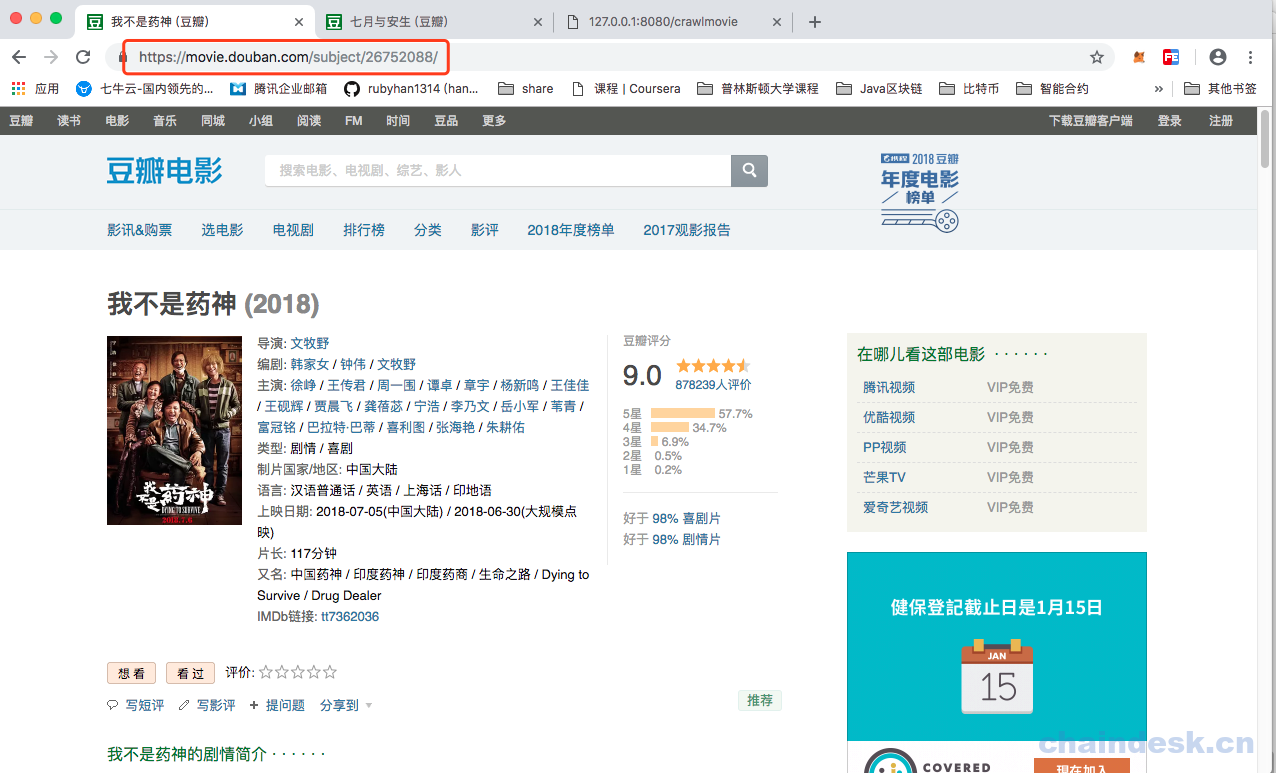 我不是药神 (豆瓣)
七月与安生 (豆瓣)
127.0.0.1:8080/crawlmovie
https://movie.douban.com/subject/26752088/
应用 七牛云-国内领先的... 腾讯企业邮箱 rubyhan1314 (han... share 课程 | Coursera 普林斯顿大学课程 Java区块链 比特币 智能合约 » 其他书签
豆瓣 读书 电影 音乐 同城 小组 阅读 FM 时间 豆品 更多 下载豆瓣客户端 登录 注册
豆瓣电影
搜索电影、电视剧、综艺、影人
2018 豆瓣
年度电影
榜单
影讯&购票 选电影 电视剧 排行榜 分类 影评 2018年度榜单 2017观影报告
我不是药神 (2018)
我不是药神
DYING TO SURVIVE
2018.7.6
导演: 文牧野
编剧: 韩家女 / 钟伟 / 文牧野
主演: 徐峥 / 王传君 / 周一围 / 谭卓 / 章宇 / 杨新鸣 / 王佳佳
/ 王砚辉 / 贾晨飞 / 龚蓓苾 / 宁浩 / 李乃文 / 岳小军 / 苇青 /
富冠铭 / 巴拉特·巴蒂 / 喜利图 / 张海艳 / 朱耕佑
类型: 剧情 / 喜剧
制片国家/地区: 中国大陆
语言: 汉语普通话 / 英语 / 上海话 / 印地语
上映日期: 2018-07-05(中国大陆) / 2018-06-30(大规模点
映)
片长: 117分钟
又名: 中国药神 / 印度药神 / 印度药商 / 生命之路 / Dying to
Survive / Drug Dealer
IMDb链接: tt7362036
豆瓣评分
9.0
878239人评价
5星 57.7%
4星 34.7%
3星 6.9%
2星 0.5%
1星 0.2%
好于 98% 喜剧片
好于 98% 剧情片
在哪儿看这部电影 · · · · · ·
腾讯视频 VIP免费
优酷视频 VIP免费
PP视频 VIP免费
芒果TV VIP免费
爱奇艺视频 VIP免费
想看 看过 评价:
写短评 写影评 + 提问题 分享到
推荐
我不是药神的剧情简介 · · · · · ·
健保登記截止日是1月15日
JAN
15
COVERED
現在加入
chaindesk.cn